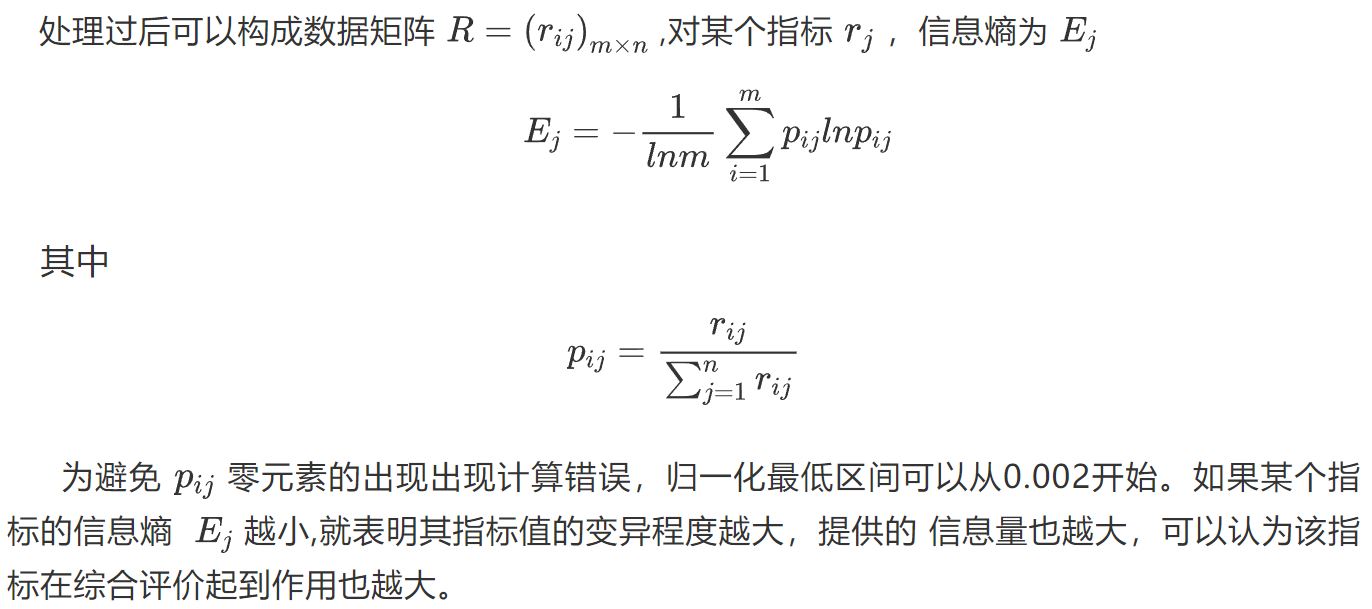 处理过后可以构成数据矩阵 $R = (r_{ij})_{m \times n}$ ,对某个指标 $r_j$ ，信息熵为 $E_j$
$E_j = -\frac{1}{lnm} \sum_{i=1}^{m} p_{ij} lnp_{ij}$
其中
$p_{ij} = \frac{r_{ij}}{\sum_{j=1}^{n} r_{ij}}$
为避免 $p_{ij}$ 零元素的出现出现计算错误，归一化最低区间可以从0.002开始。如果某个指
标的信息熵 $E_j$ 越小,就表明其指标值的变异程度越大，提供的 信息量也越大，可以认为该指
标在综合评价起到作用也越大。